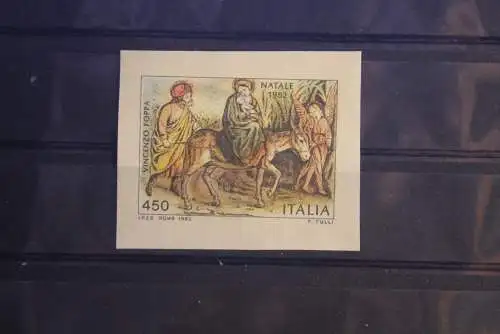 NATALE
1982
VINCENZO FOPPA
450
ITALIA
I.P.Z.S. ROMA 1982
T. TULLI